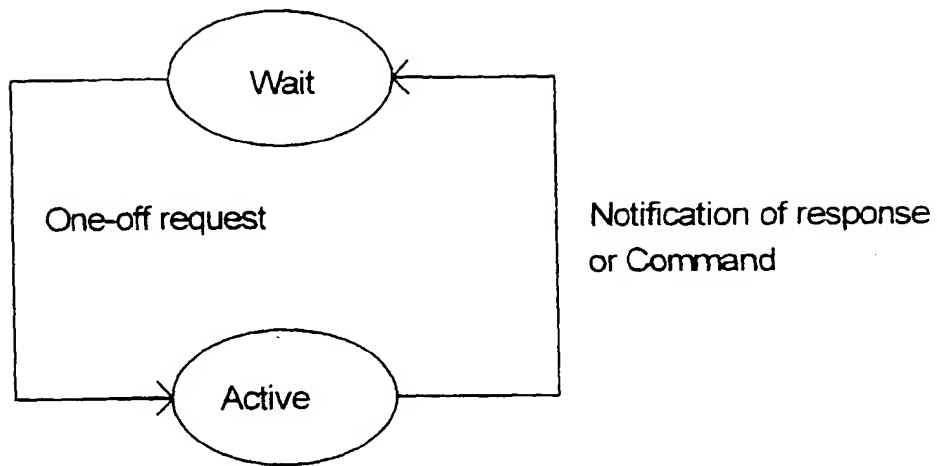 Wait
One-off request
Notification of response
or Command
Active